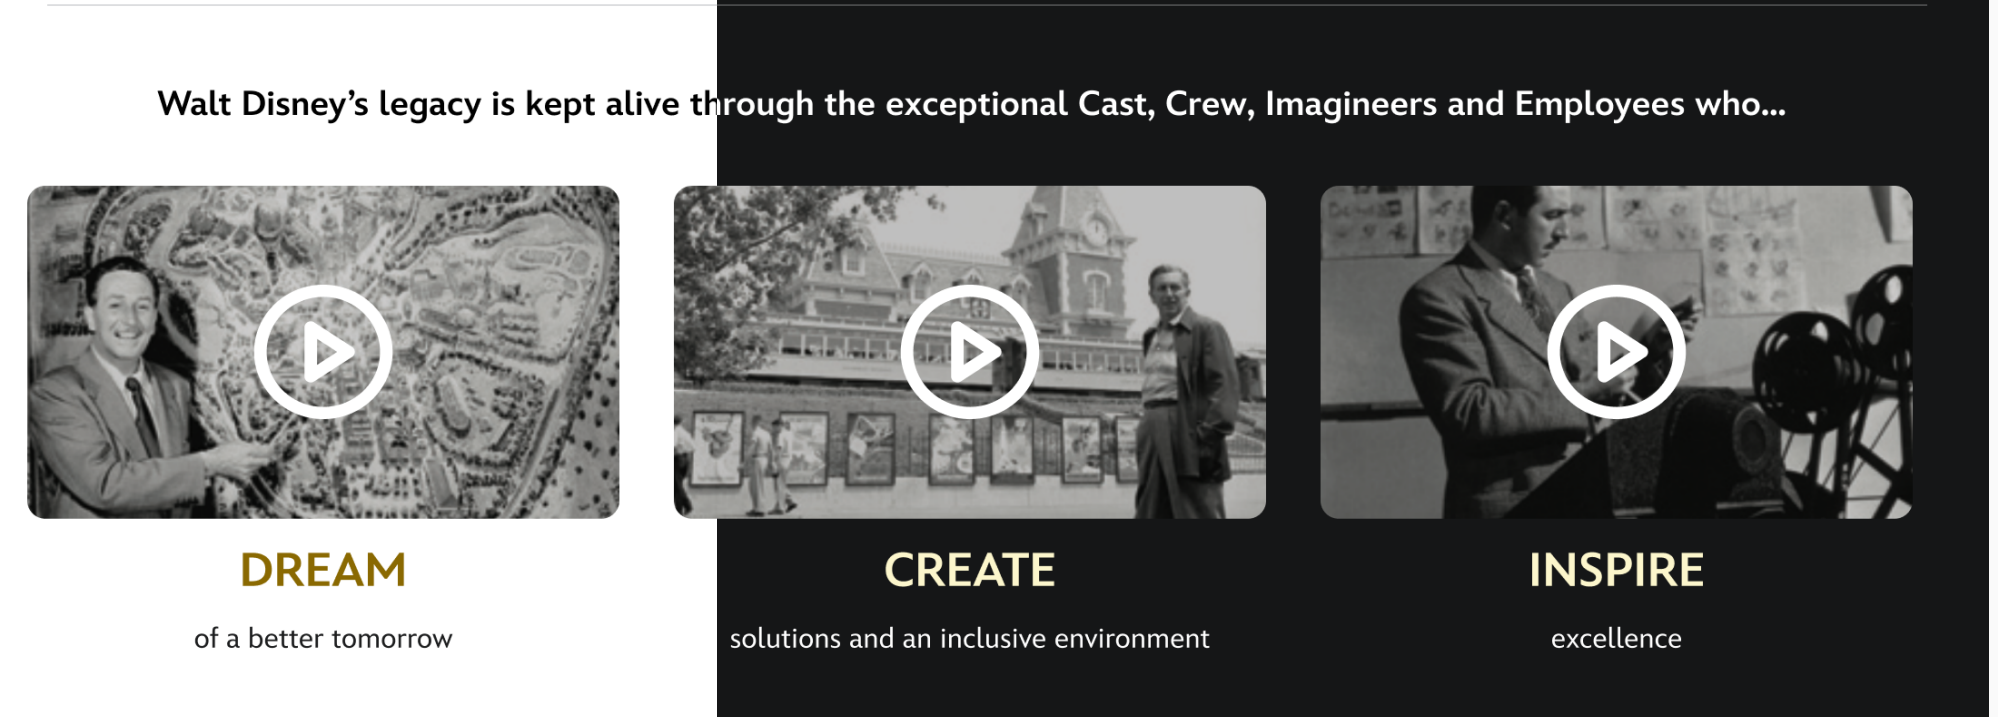 Walt Disney’s legacy is kept alive through the exceptional Cast, Crew, Imagineers and Employees who...
DREAM
CREATE
INSPIRE
of a better tomorrow
solutions and an inclusive environment
excellence